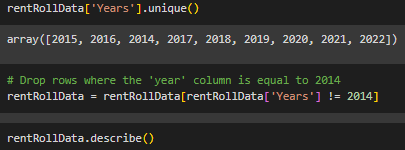 rentRollData['Years'].unique()
array([2015, 2016, 2014, 2017, 2018, 2019, 2020, 2021, 2022])
# Drop rows where the 'year' column is equal to 2014
rentRollData = rentRollData[rentRollData['Years'] != 2014]
rentRollData.describe()